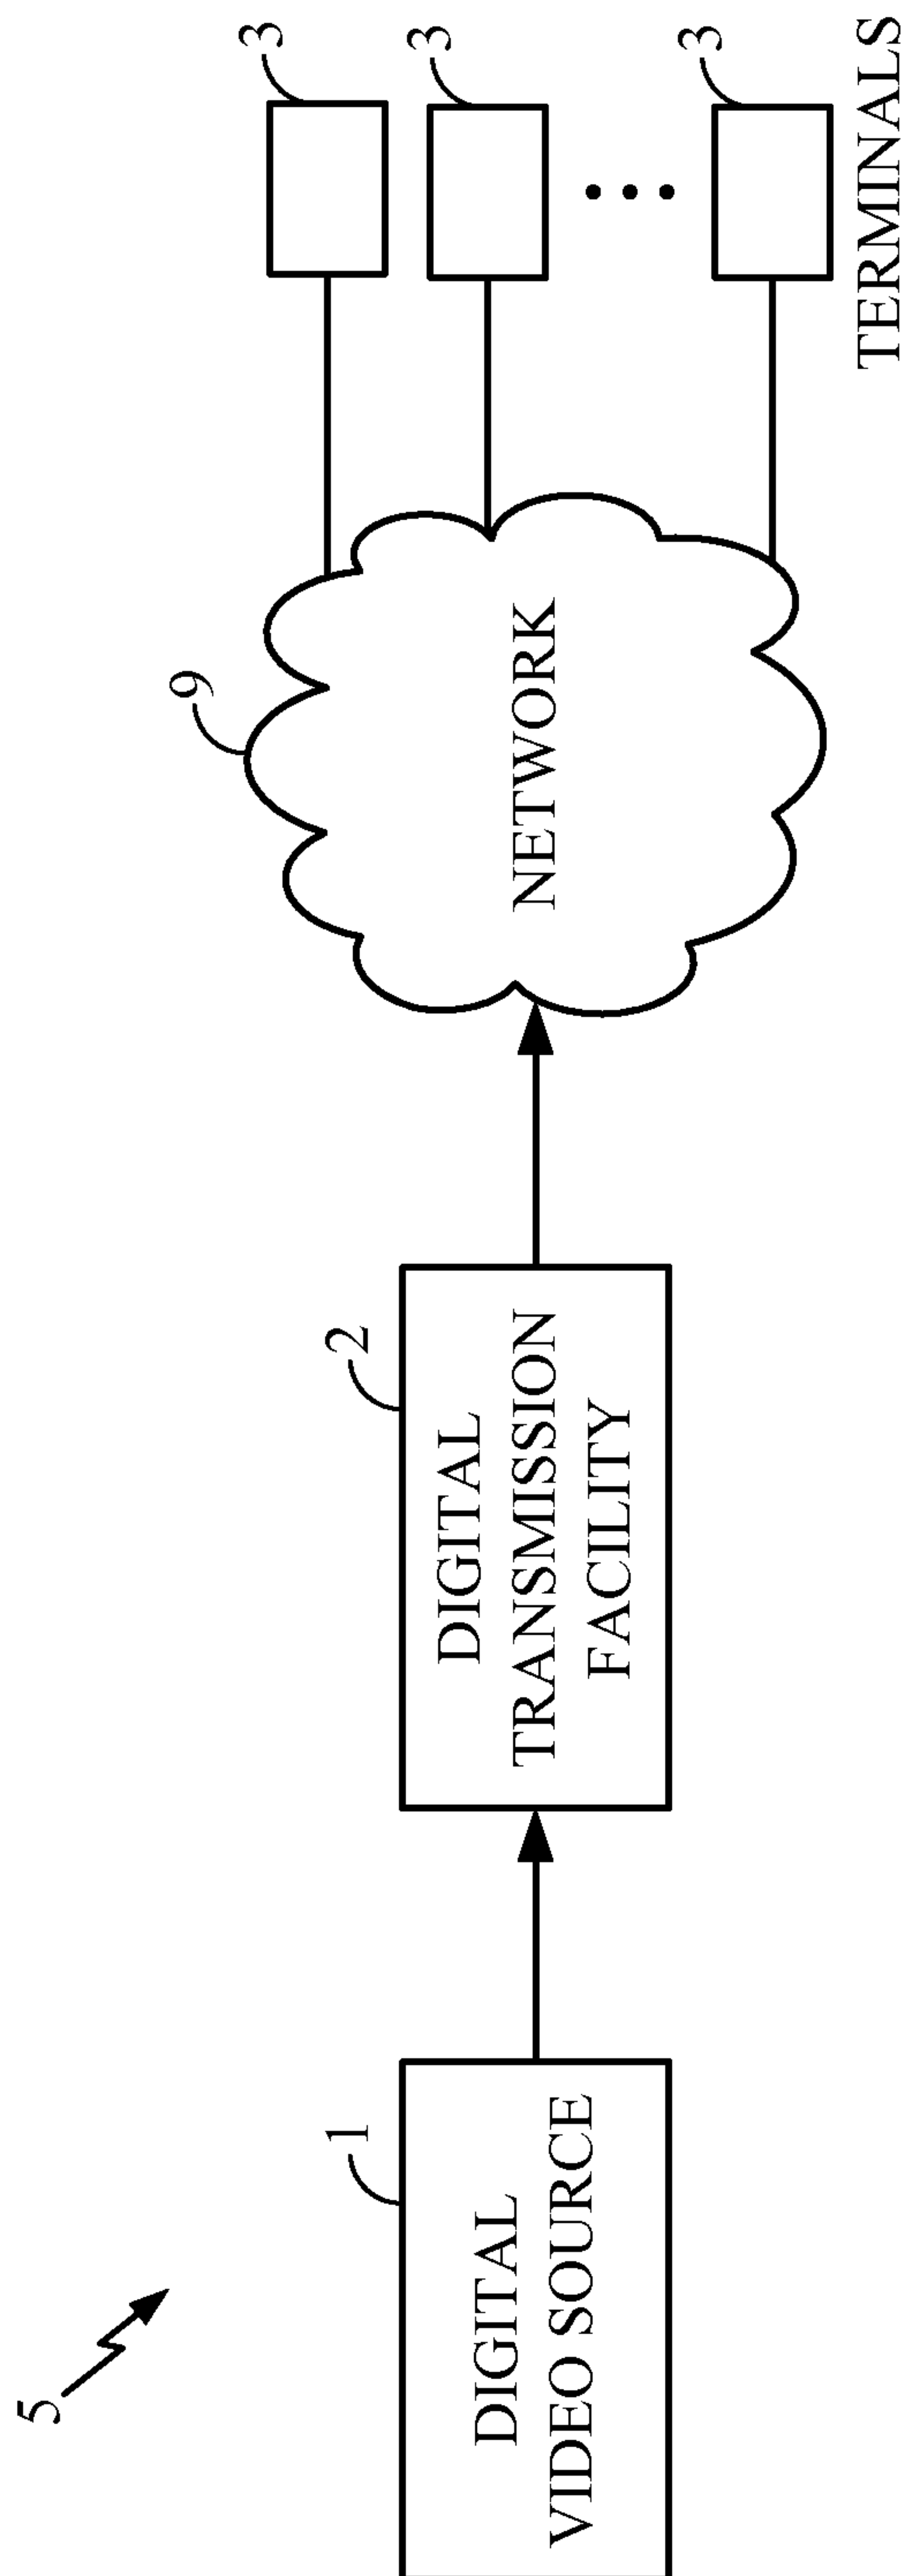 5
1
DIGITAL
VIDEO SOURCE
2
DIGITAL
TRANSMISSION
FACILITY
9
NETWORK
3
3
3
TERMINALS